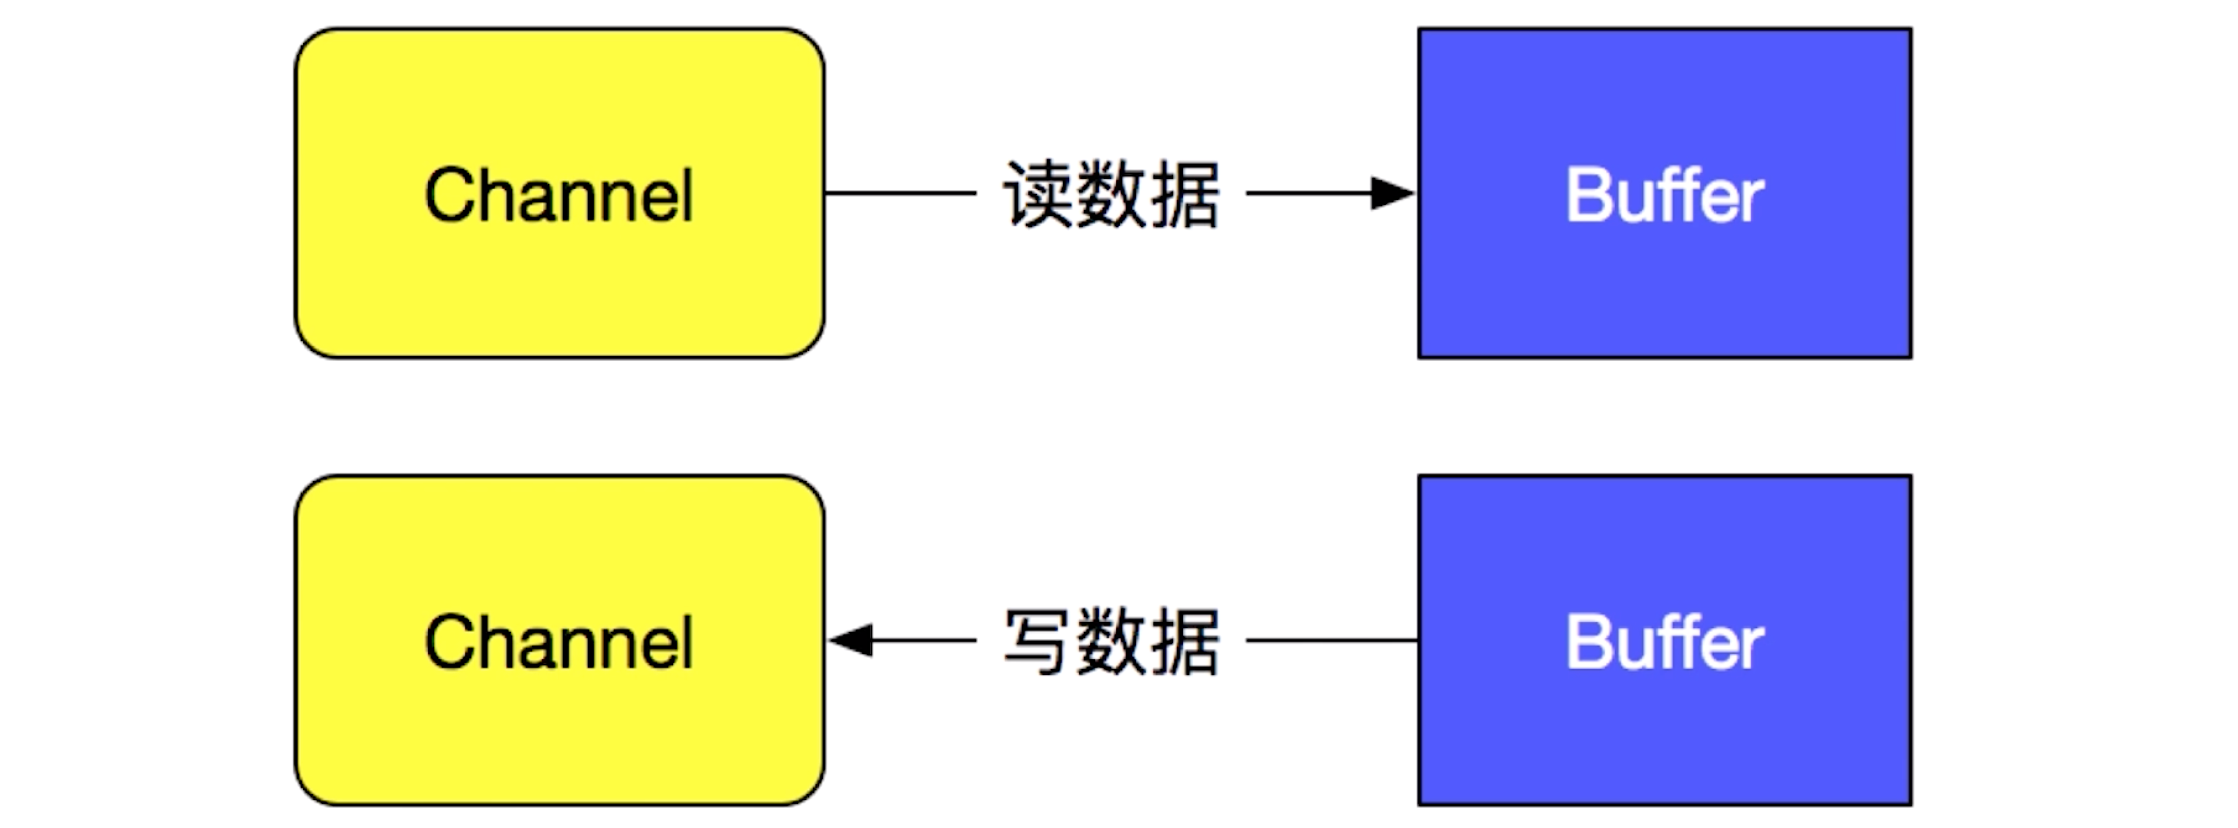 Channel 读数据 Buffer
Channel 写数据 Buffer